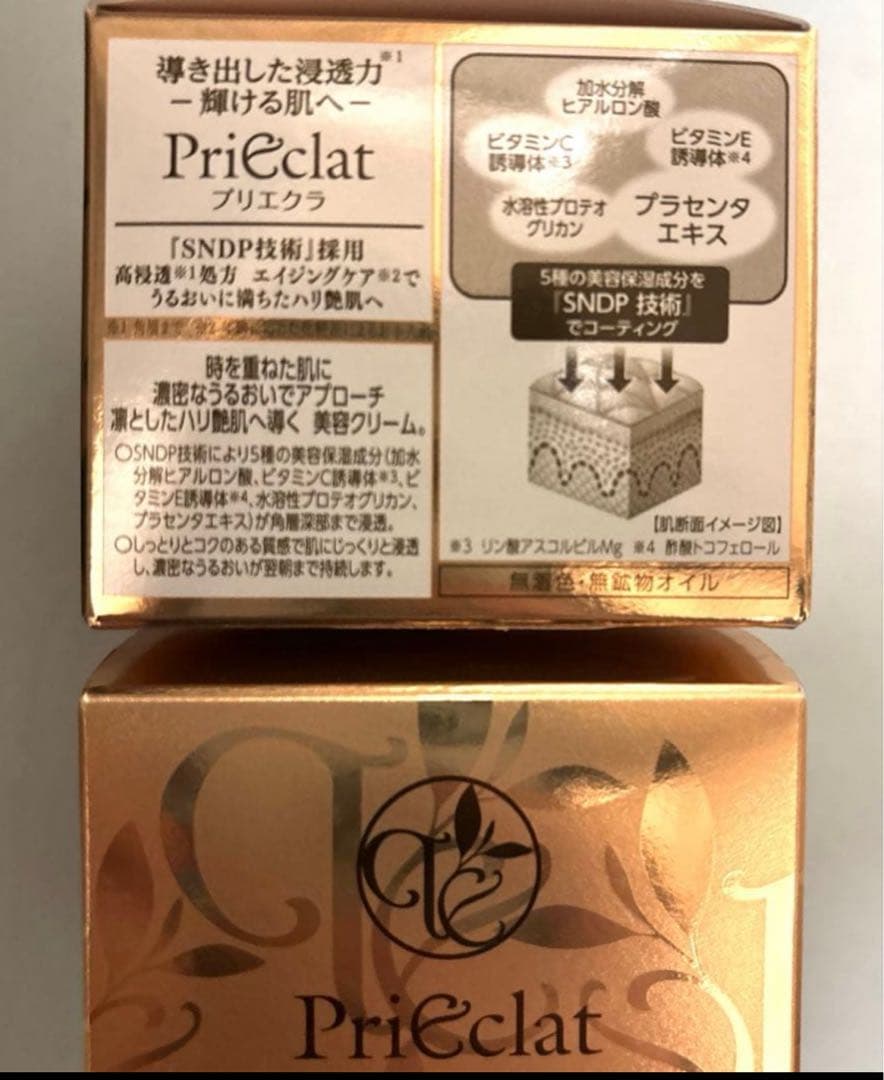 導き出した浸透力※1
－輝ける肌へ－
PriEclat
プリエクラ
『SNDP技術』採用
高浸透※1処方 エイジングケア※2で
うるおいに満ちたハリ艶肌へ
時を重ねた肌に
濃密なうるおいでアプローチ
凛としたハリ艶肌へ導く 美容クリーム。
○SNDP技術により5種の美容保湿成分（加水
分解ヒアルロン酸、ビタミンC誘導体※3、ビ
タミンE誘導体※4、水溶性プロテオグリカン、
プラセンタエキス）が角層深部まで浸透。
○しっとりとコクのある質感で肌にじっくりと浸透
し、濃密なうるおいが翌朝まで持続します。
加水分解
ヒアルロン酸
ビタミンC
誘導体※3
ビタミンE
誘導体※4
水溶性プロテオ
グリカン
プラセンタ
エキス
5種の美容保湿成分を
『SNDP 技術』
でコーティング
【肌断面イメージ図】
※3 リン酸アスコルビルMg ※4 酢酸トコフェロール
無着色・無鉱物オイル
PriEclat